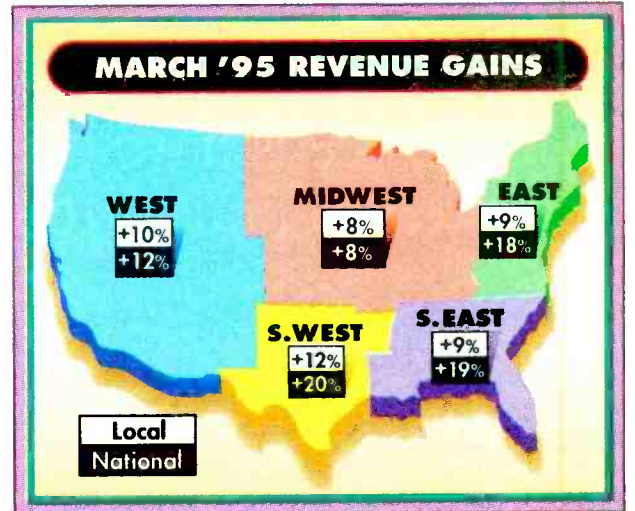 MARCH '95 REVENUE GAINS
WEST
+10%
+12%
MIDWEST
+8%
+8%
EAST
+9%
+18%
S.WEST
+12%
+20%
S.EAST
+9%
+19%
Local
National